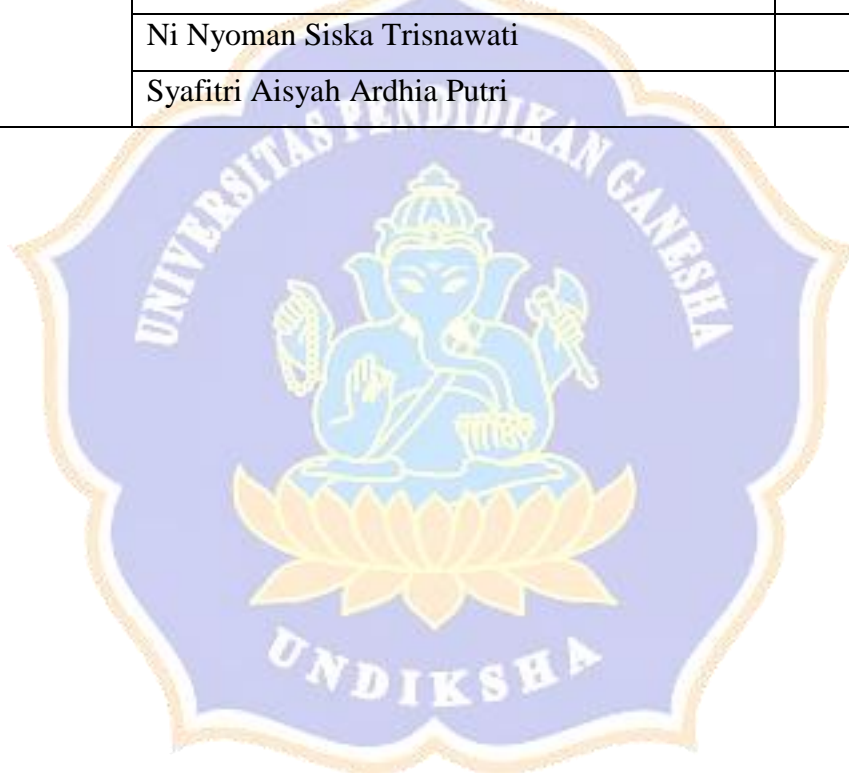 Ni Nyoman Siska Trisnawati
Syafitri Aisyah Ardhia Putri
UNIVERSITAS PENDIDIKAN GANESHA
UNDIKSHA